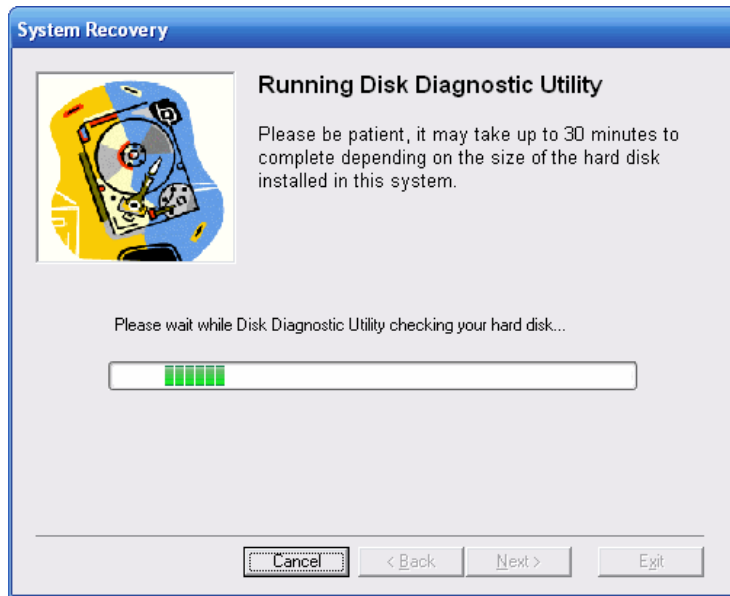 System Recovery
Running Disk Diagnostic Utility
Please be patient, it may take up to 30 minutes to
complete depending on the size of the hard disk
installed in this system.
Please wait while Disk Diagnostic Utility checking your hard disk...
Cancel
< Back
Next >
Exit